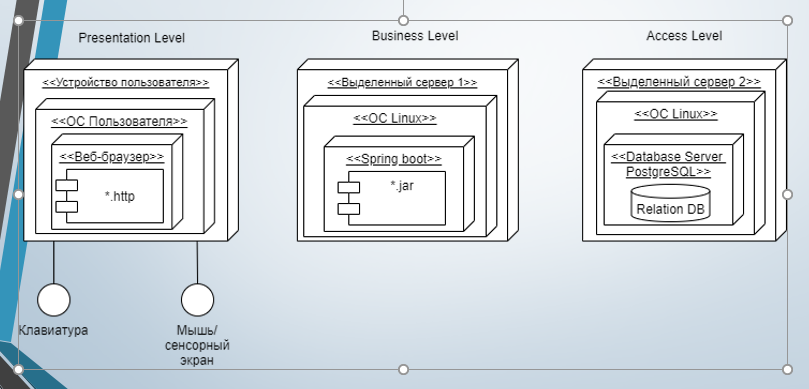 Presentation Level
Business Level
Access Level
<<Устройство пользователя>>
<<ОС Пользователя>>
<<Веб-браузер>>
*.http
Клавиатура
Мышь/
сенсорный
экран
<<Выделенный сервер 1>>
<<ОС Linux>>
<<Spring boot>>
*.jar
<<Выделенный сервер 2>>
<<ОС Linux>>
<<Database Server
PostgreSQL>>
Relation DB